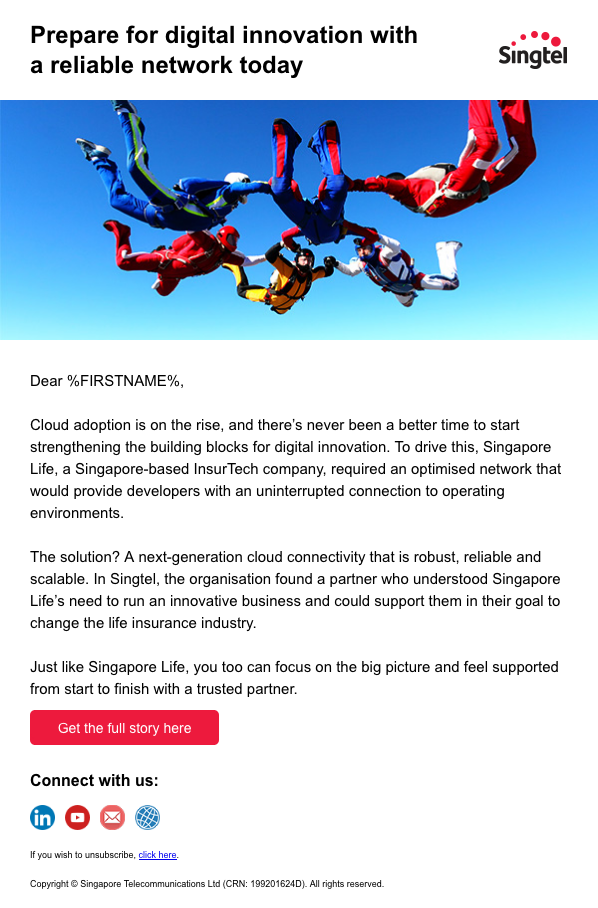 Prepare for digital innovation with
a reliable network today
Singtel
Dear %FIRSTNAME%,
Cloud adoption is on the rise, and there’s never been a better time to start
strengthening the building blocks for digital innovation. To drive this, Singapore
Life, a Singapore-based InsurTech company, required an optimised network that
would provide developers with an uninterrupted connection to operating
environments.
The solution? A next-generation cloud connectivity that is robust, reliable and
scalable. In Singtel, the organisation found a partner who understood Singapore
Life’s need to run an innovative business and could support them in their goal to
change the life insurance industry.
Just like Singapore Life, you too can focus on the big picture and feel supported
from start to finish with a trusted partner.
Get the full story here
Connect with us:
in
If you wish to unsubscribe, click here.
Copyright © Singapore Telecommunications Ltd (CRN: 199201624D). All rights reserved.